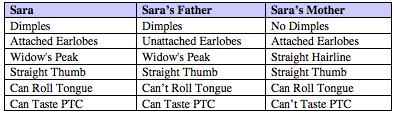 Sara Sara's Father Sara's Mother
Dimples Dimples No Dimples
Attached Earlobes Unattached Earlobes Attached Earlobes
Widow's Peak Widow's Peak Straight Hairline
Straight Thumb Straight Thumb Straight Thumb
Can Roll Tongue Can't Roll Tongue Can Roll Tongue
Can Taste PTC Can Taste PTC Can't Taste PTC